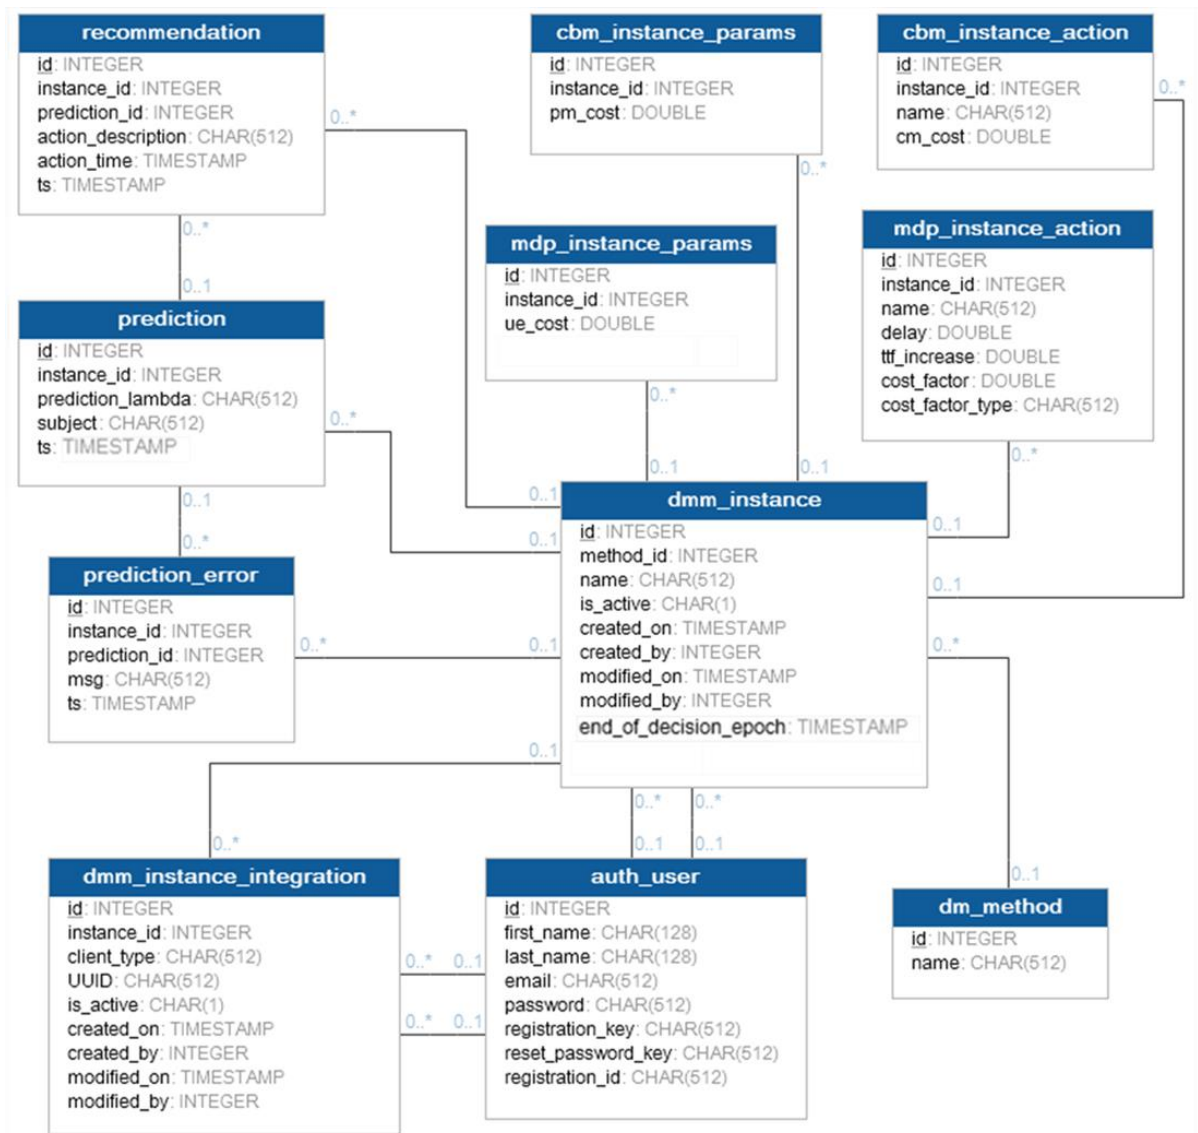 recommendation
id: INTEGER
instance_id: INTEGER
prediction_id: INTEGER
action_description: CHAR(512)
action_time: TIMESTAMP
ts: TIMESTAMP
0..*
0..*
0..1
cbm_instance_params
id: INTEGER
instance_id: INTEGER
pm_cost: DOUBLE
0..*
cbm_instance_action
id: INTEGER
instance_id: INTEGER
name: CHAR(512)
cm_cost: DOUBLE
0..*
mdp_instance_params
id: INTEGER
instance_id: INTEGER
ue_cost: DOUBLE
0..*
0..1
0..1
mdp_instance_action
id: INTEGER
instance_id: INTEGER
name: CHAR(512)
delay: DOUBLE
ttf_increase: DOUBLE
cost_factor: DOUBLE
cost_factor_type: CHAR(512)
0..*
prediction
id: INTEGER
instance_id: INTEGER
prediction_lambda: CHAR(512)
subject: CHAR(512)
ts: TIMESTAMP
0..*
0..1
0..*
0..1
0..1
dmm_instance
id: INTEGER
method_id: INTEGER
name: CHAR(512)
is_active: CHAR(1)
created_on: TIMESTAMP
created_by: INTEGER
modified_on: TIMESTAMP
modified_by: INTEGER
end_of_decision_epoch: TIMESTAMP
0..1
0..1
0..*
prediction_error
id: INTEGER
instance_id: INTEGER
prediction_id: INTEGER
msg: CHAR(512)
ts: TIMESTAMP
0..*
0..1
0..1
0..*
0..*
0..*
0..1
0..1
0..1
dmm_instance_integration
id: INTEGER
instance_id: INTEGER
client_type: CHAR(512)
UUID: CHAR(512)
is_active: CHAR(1)
created_on: TIMESTAMP
created_by: INTEGER
modified_on: TIMESTAMP
modified_by: INTEGER
0..* 0..1
0..* 0..1
auth_user
id: INTEGER
first_name: CHAR(128)
last_name: CHAR(128)
email: CHAR(512)
password: CHAR(512)
registration_key: CHAR(512)
reset_password_key: CHAR(512)
registration_id: CHAR(512)
dm_method
id: INTEGER
name: CHAR(512)